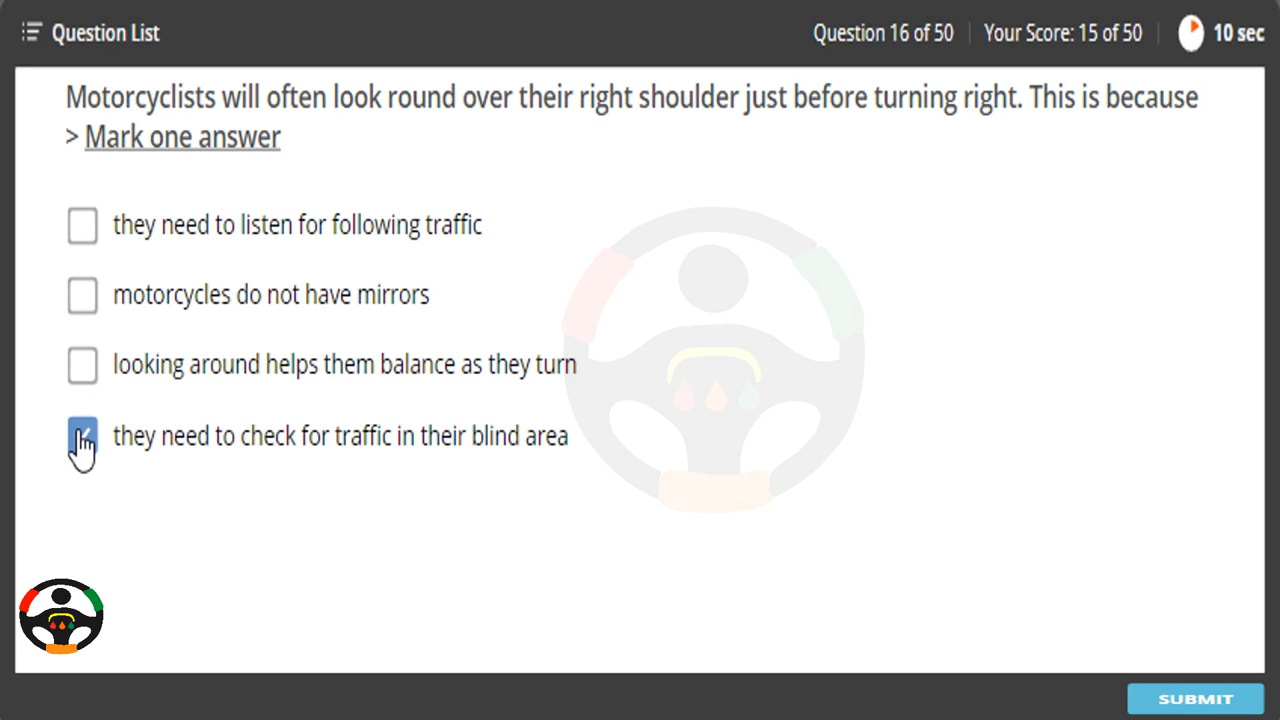 Question List
Question 16 of 50
Your Score: 15 of 50
10 sec
Motorcyclists will often look round over their right shoulder just before turning right. This is because
> Mark one answer
they need to listen for following traffic
motorcycles do not have mirrors
looking around helps them balance as they turn
they need to check for traffic in their blind area
SUBMIT